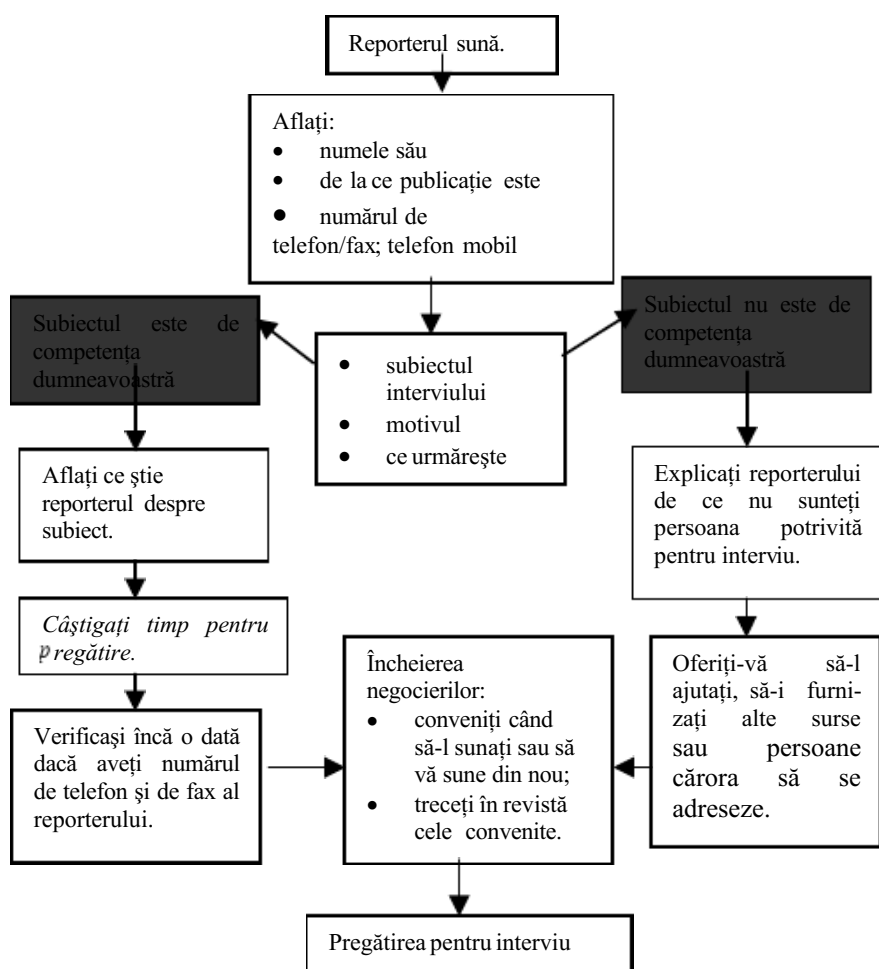 Reporterul sună.
Aflați:
• numele său
• de la ce publicație este
• numărul de
telefon/fax; telefon mobil
Subiectul este de
competența
dumneavoastră
• subiectul
interviului
• motivul
• ce urmăreşte
Subiectul nu este de
competența
dumneavoastră
Aflați ce ştie
reporterul despre
subiect.
Explicați reporterului
de ce nu sunteți
persoana potrivită
pentru interviu.
Câştigați timp pentru
pregătire.
Verificaşi încă o dată
dacă aveți numărul
de telefon şi de fax al
reporterului.
Încheierea
negocierilor:
• conveniți când
să-l sunați sau să
vă sune din nou;
• treceți în revistă
cele convenite.
Oferiți-vă să-l
ajutați, să-i furni-
zați alte surse
sau persoane
cărora să se
adreseze.
Pregătirea pentru interviu